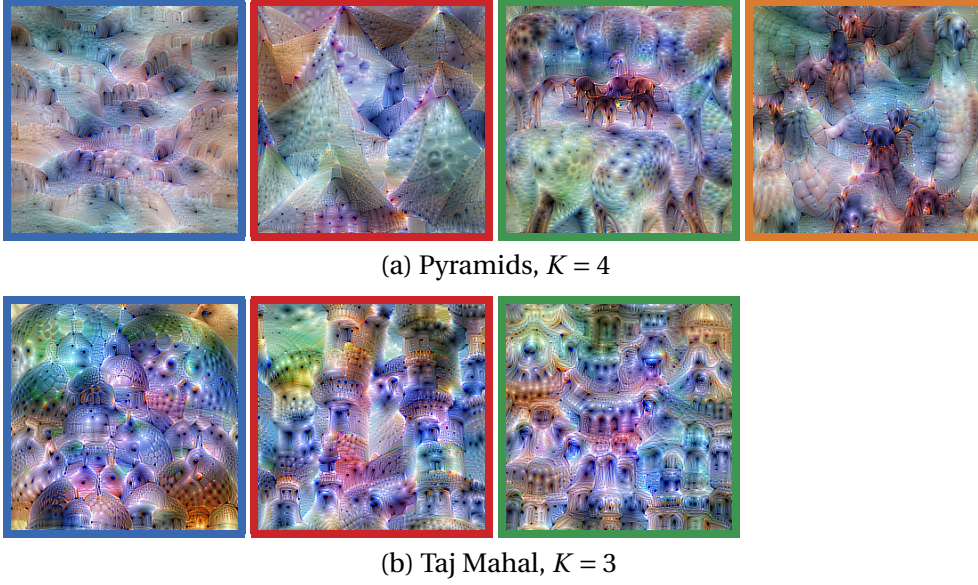 (a) Pyramids, K = 4
(b) Taj Mahal, K = 3